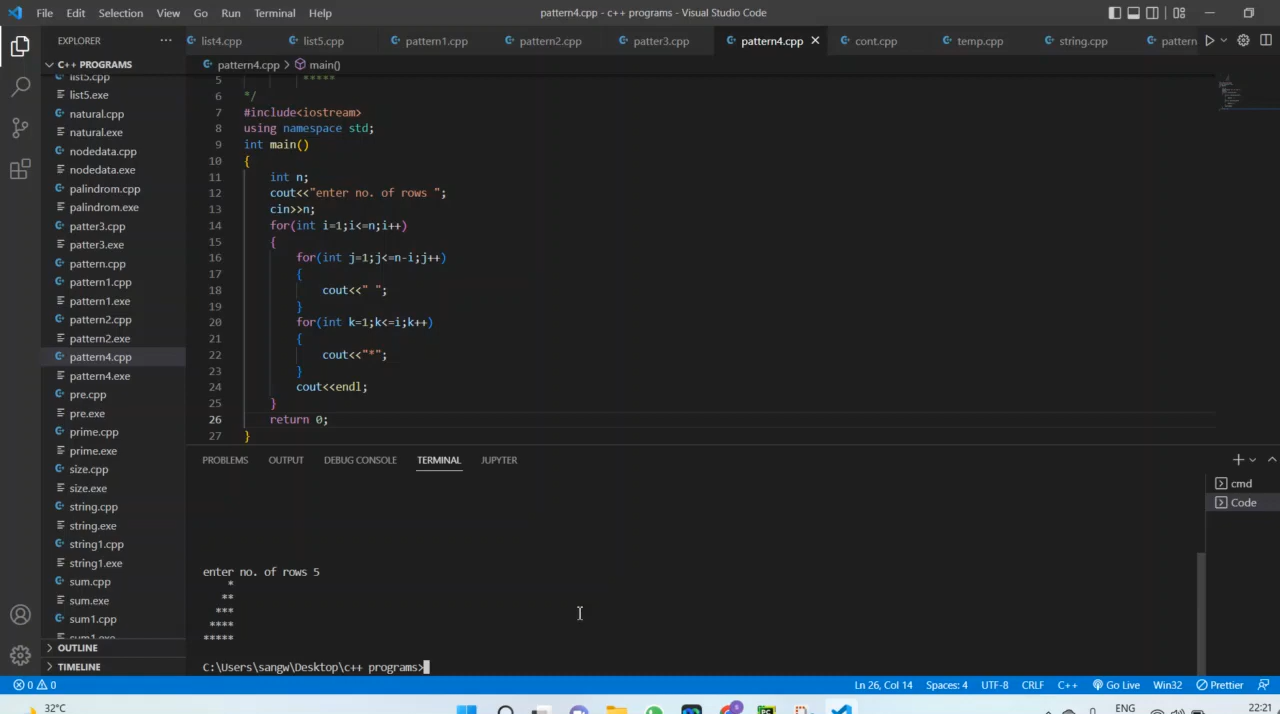 File Edit Selection View Go Run Terminal Help
pattern4.cpp - c++ programs - Visual Studio Code
EXPLORER
list4.cpp list5.cpp pattern1.cpp pattern2.cpp patter3.cpp pattern4.cpp cont.cpp temp.cpp string.cpp pattern
C++ PROGRAMS
pattern4.cpp > main()
list5.cpp
list5.exe
natural.cpp
natural.exe
nodedata.cpp
nodedata.exe
palindrom.cpp
palindrom.exe
patter3.cpp
patter3.exe
pattern.cpp
pattern1.cpp
pattern1.exe
pattern2.cpp
pattern2.exe
pattern4.cpp
pattern4.exe
pre.cpp
pre.exe
prime.cpp
prime.exe
size.cpp
size.exe
string.cpp
string.exe
string1.cpp
string1.exe
sum.cpp
sum.exe
sum1.cpp
sum1.exe
OUTLINE
TIMELINE
5 *****
6 */
7 #include<iostream>
8 using namespace std;
9 int main()
10 {
11 int n;
12 cout<<"enter no. of rows ";
13 cin>>n;
14 for(int i=1;i<=n;i++)
15 {
16 for(int j=1;j<=n-i;j++)
17 {
18 cout<<" ";
19 }
20 for(int k=1;k<=i;k++)
21 {
22 cout<<"*";
23 }
24 cout<<endl;
25 }
26 return 0;
27 }
PROBLEMS OUTPUT DEBUG CONSOLE TERMINAL JUPYTER
cmd
Code
enter no. of rows 5
*
**
***
****
*****
C:\Users\sangw\Desktop\c++ programs>
0 0 Ln 26, Col 14 Spaces: 4 UTF-8 CRLF C++ Go Live Win32 Prettier
32°C
ENG
22:21